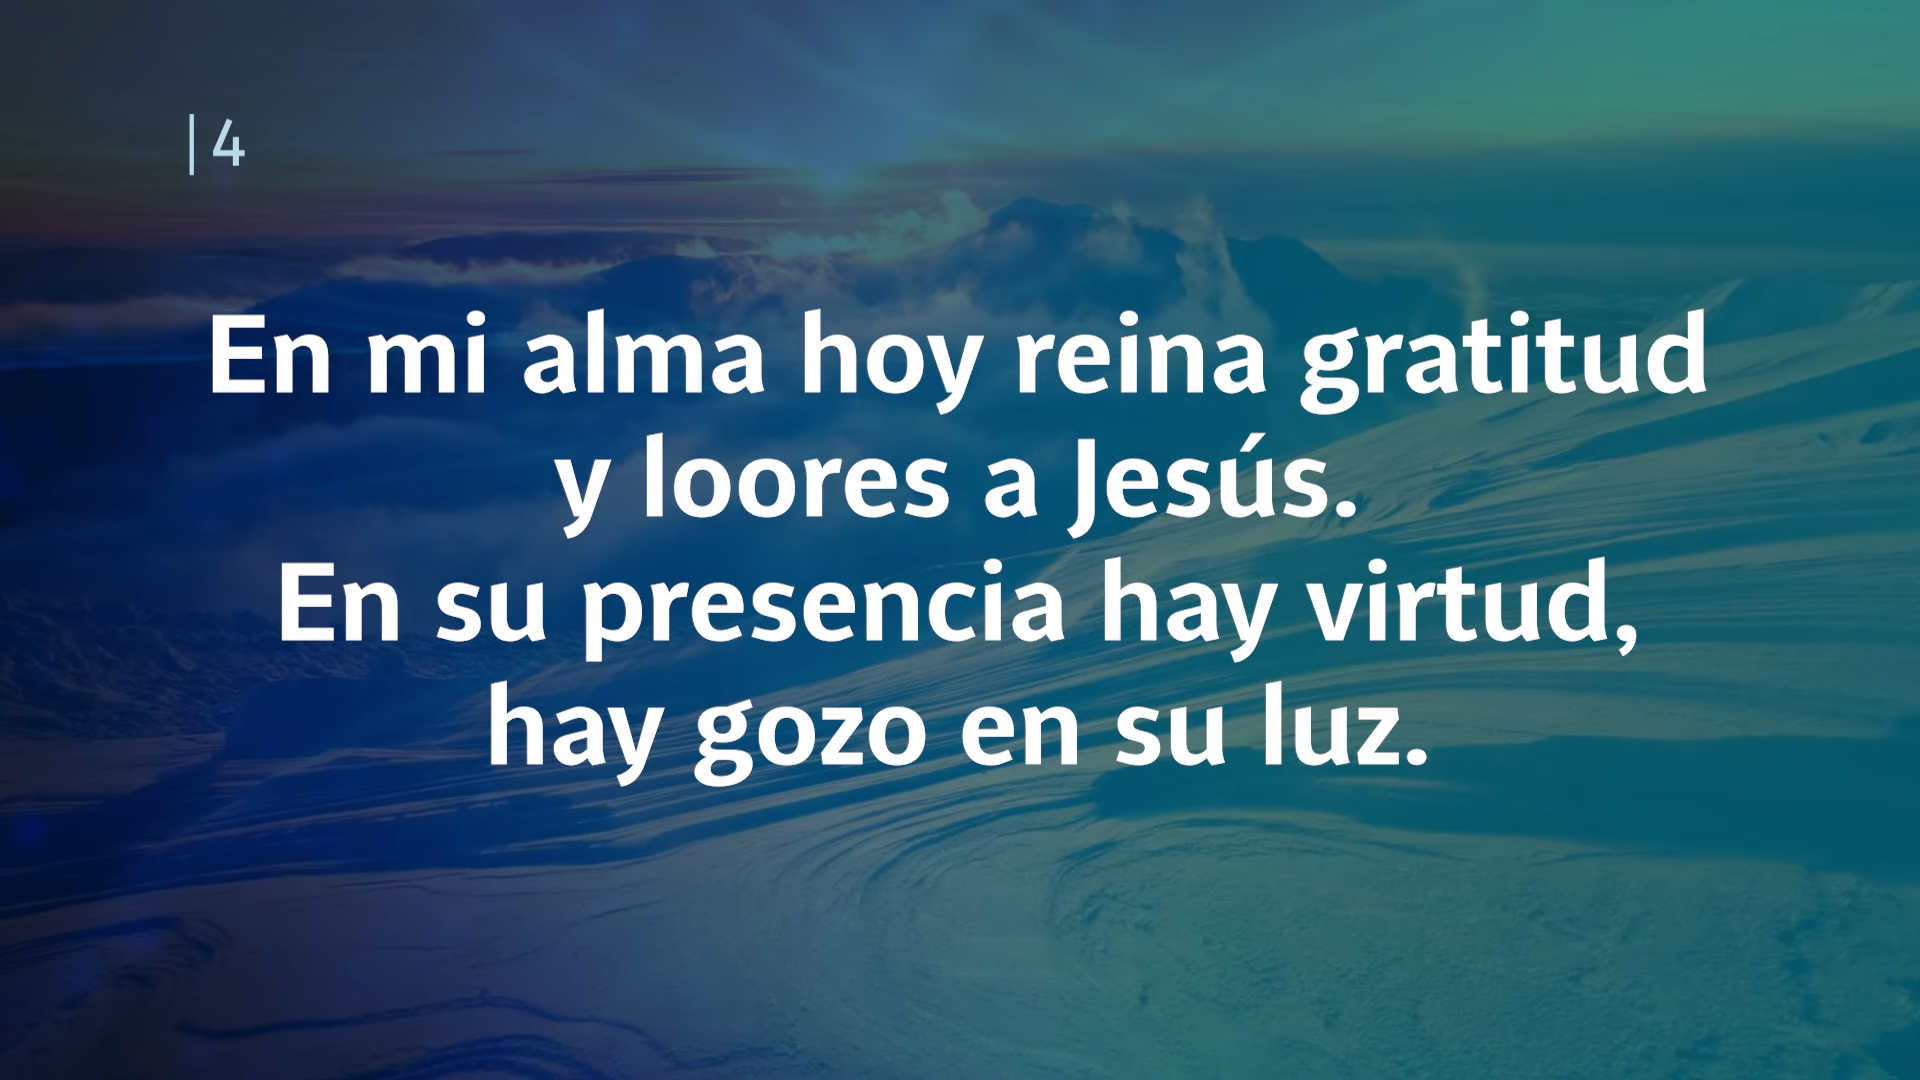 | 4
En mi alma hoy reina gratitud
y loores a Jesús.
En su presencia hay virtud,
hay gozo en su luz.